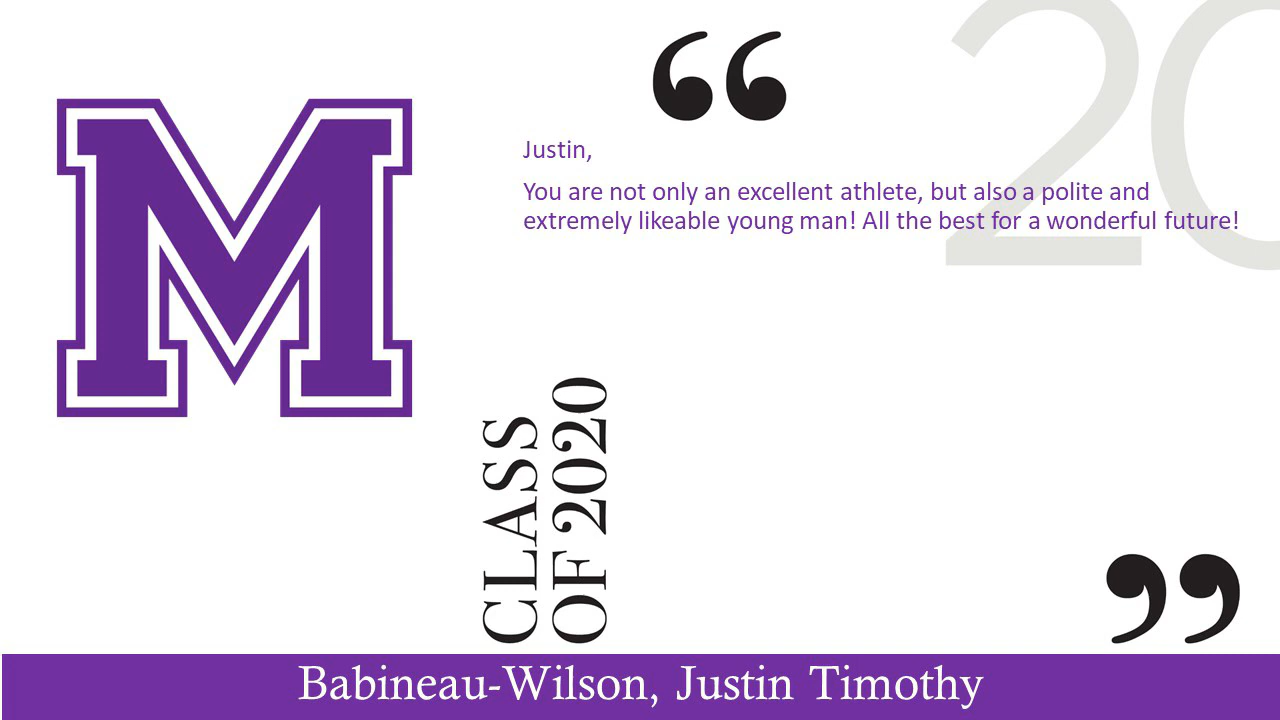 20
M
“
Justin,
You are not only an excellent athlete, but also a polite and
extremely likeable young man! All the best for a wonderful future!
CLASS
OF 2020
”
Babineau-Wilson, Justin Timothy